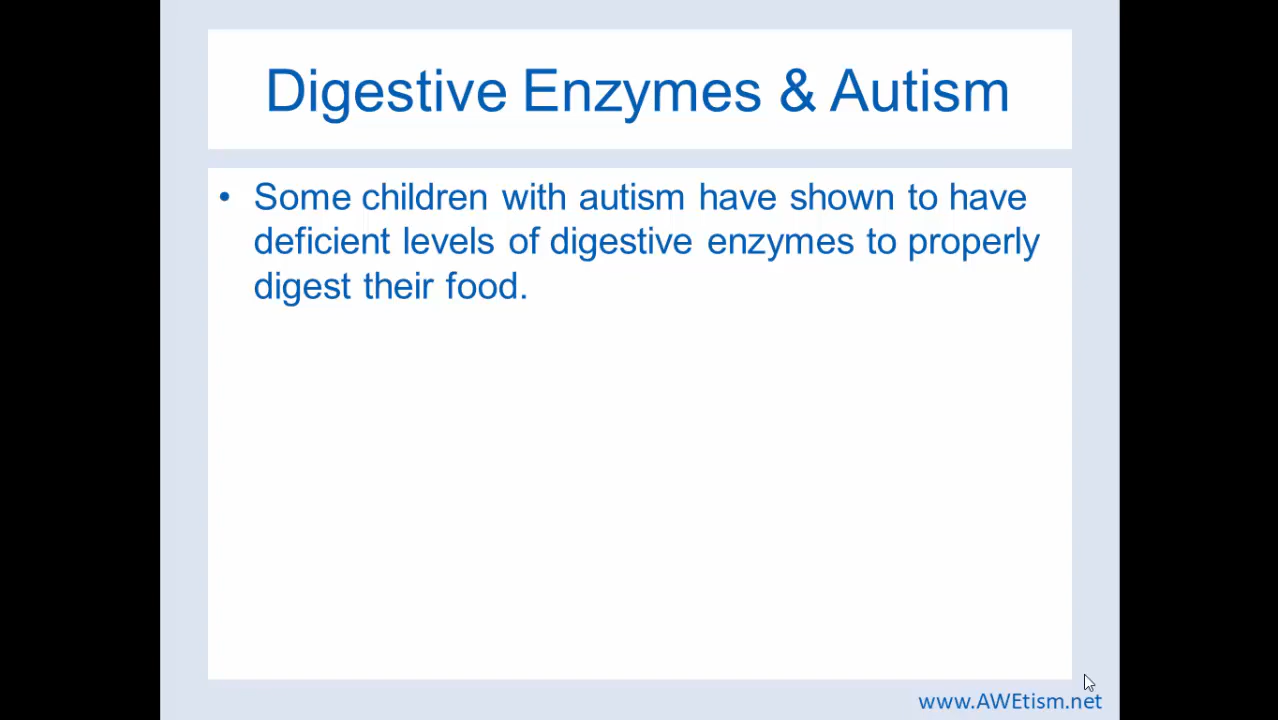 Digestive Enzymes & Autism
• Some children with autism have shown to have
deficient levels of digestive enzymes to properly
digest their food.
www.AWEtism.net